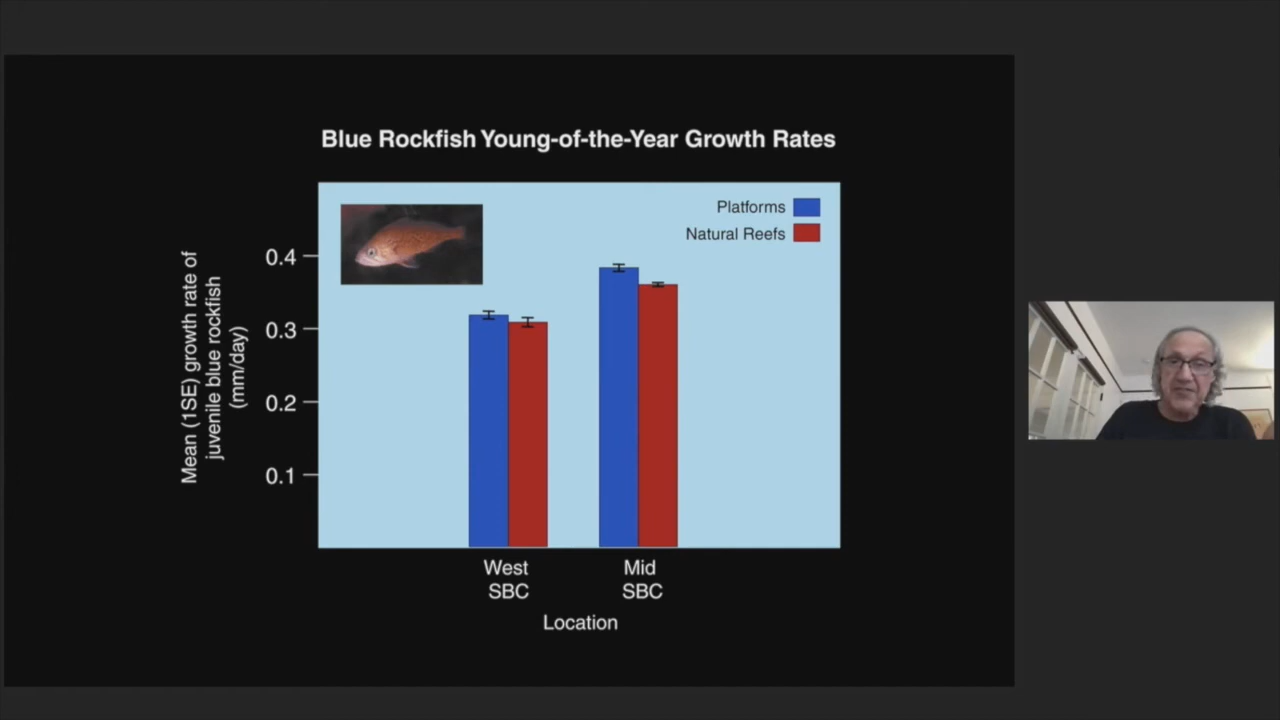 Blue Rockfish Young-of-the-Year Growth Rates
Platforms
Natural Reefs
Mean (1SE) growth rate of
juvenile blue rockfish
(mm/day)
0.4
0.3
0.2
0.1
West
SBC
Mid
SBC
Location